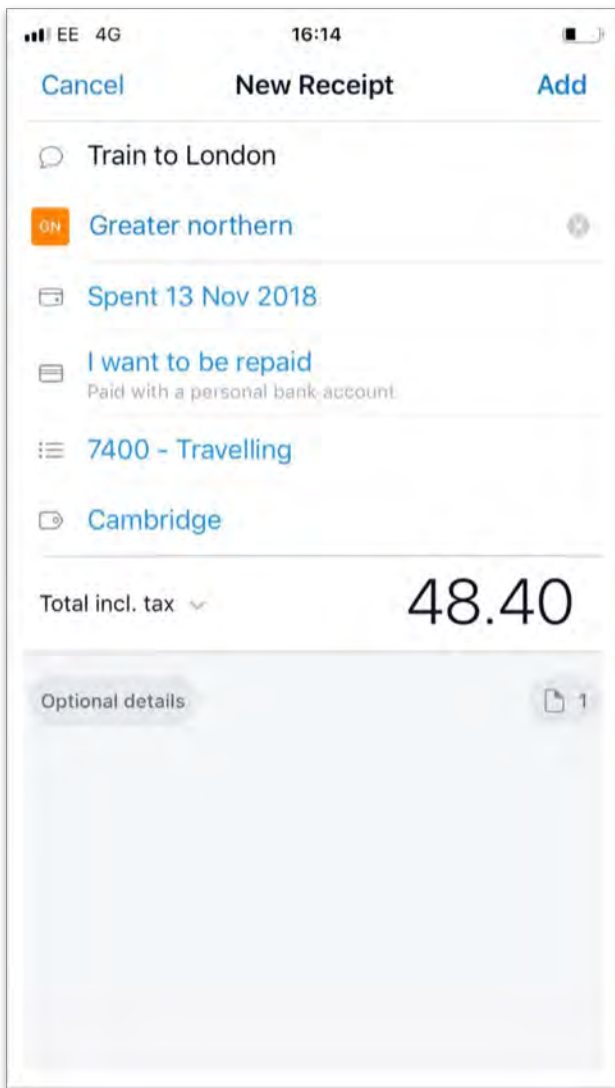 EE 4G 16:14
Cancel New Receipt Add
Train to London
GN Greater northern
Spent 13 Nov 2018
I want to be repaid
Paid with a personal bank account
7400 - Travelling
Cambridge
Total incl. tax 48.40
Optional details 1